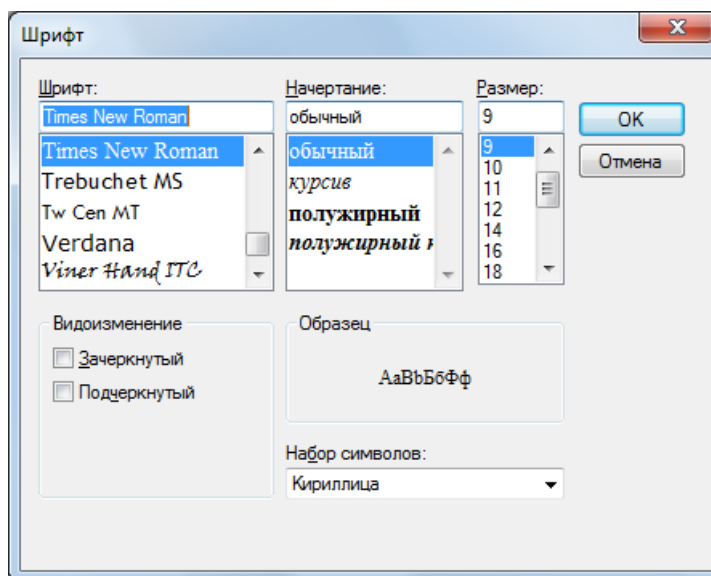 Шрифт
Шрифт:
Times New Roman
Times New Roman
Trebuchet MS
Tw Cen MT
Verdana
Viner Hand ITC
Начертание:
обычный
обычный
курсив
полужирный
полужирный к
Размер:
9
9
10
11
12
14
16
18
OK
Отмена
Видоизменение
Зачеркнутый
Подчеркнутый
Образец
АаBbБбФф
Набор символов:
Кириллица